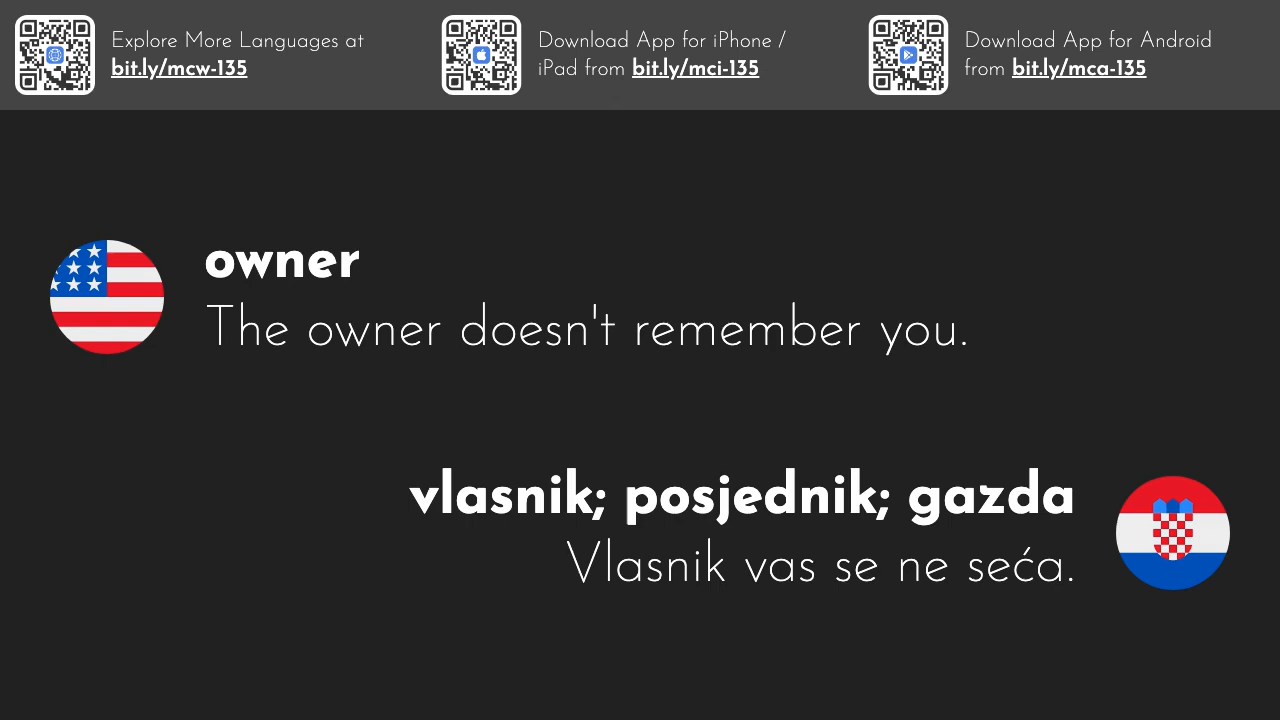 Explore More Languages at
bit.ly/mcw-135
Download App for iPhone /
iPad from bit.ly/mci-135
Download App for Android
from bit.ly/mca-135
owner
The owner doesn't remember you.
vlasnik; posjednik; gazda
Vlasnik vas se ne seća.